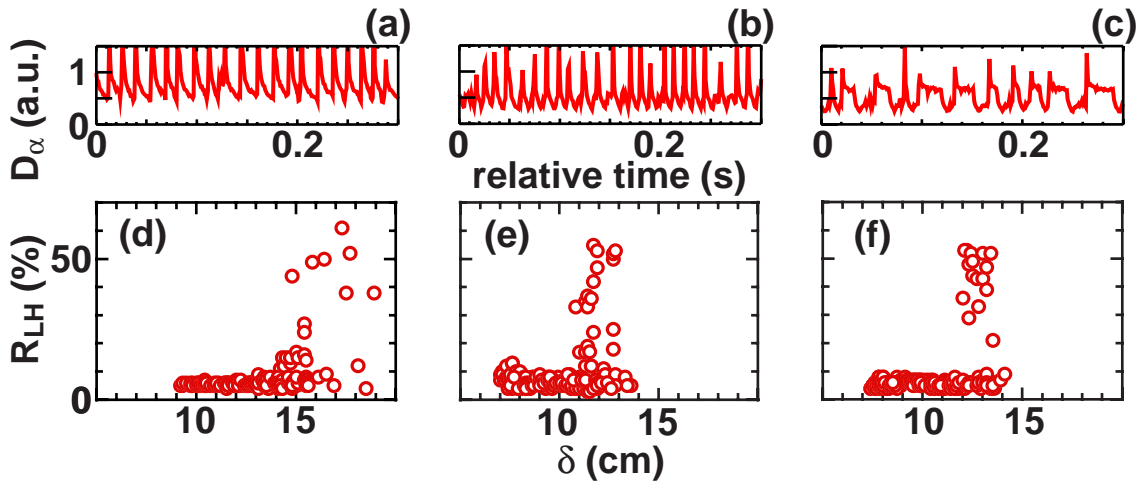 (a) (b) (c)
Dα (a.u.)
1
0
0 0.2 0 0.2 0 0.2
relative time (s)
(d) (e) (f)
RLH (%)
50
0
10 15 10 15 10 15
δ (cm)